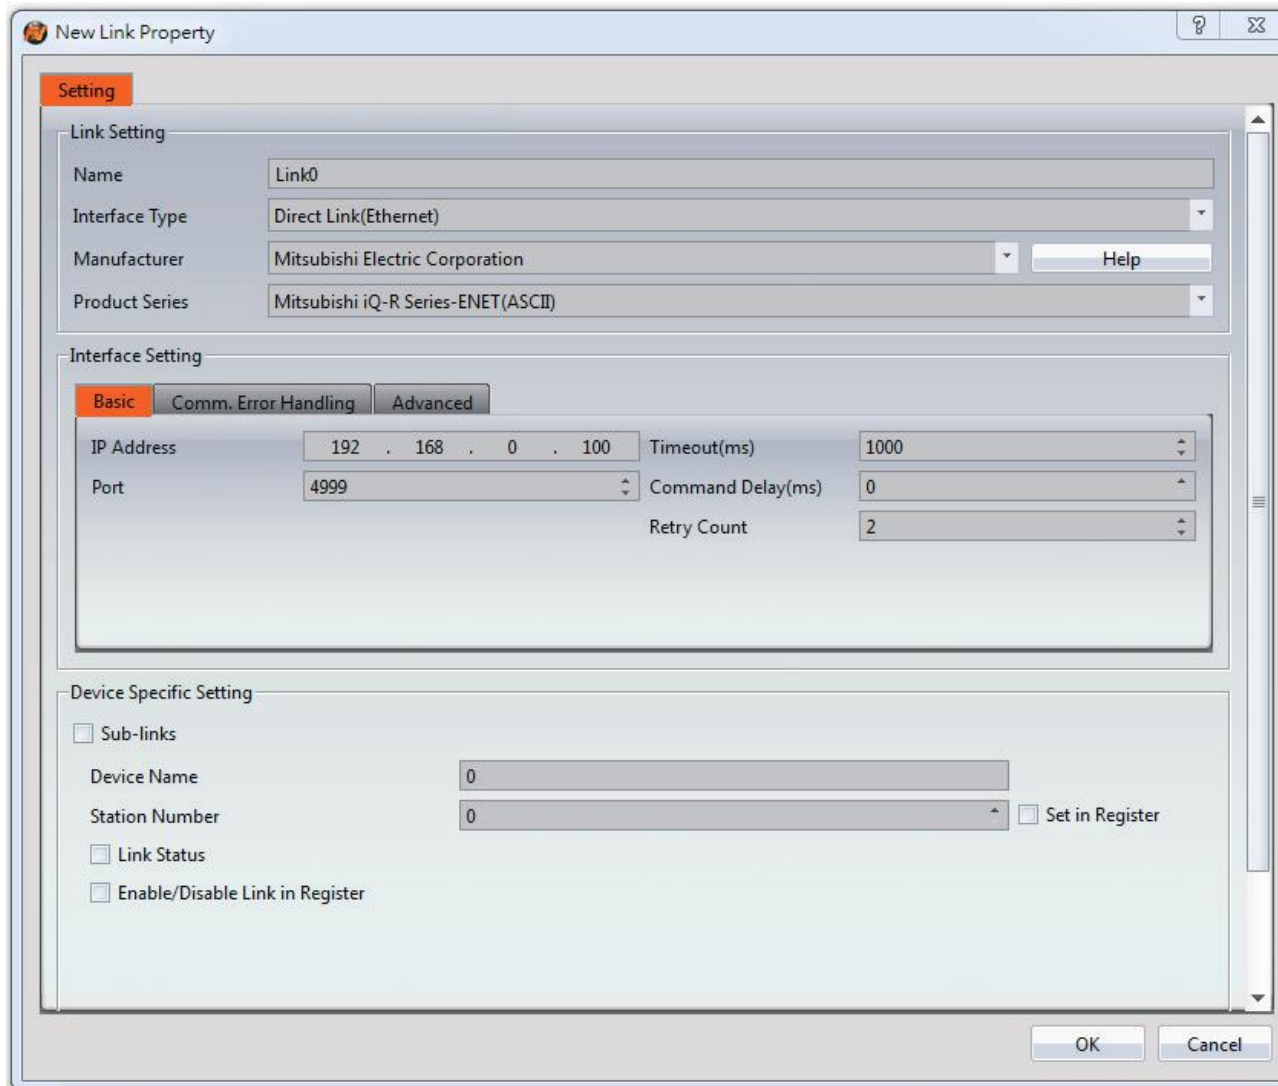 New Link Property
Setting
Link Setting
Name Link0
Interface Type Direct Link(Ethernet)
Manufacturer Mitsubishi Electric Corporation Help
Product Series Mitsubishi iQ-R Series-ENET(ASCII)
Interface Setting
Basic Comm. Error Handling Advanced
IP Address 192 . 168 . 0 . 100 Timeout(ms) 1000
Port 4999 Command Delay(ms) 0
Retry Count 2
Device Specific Setting
Sub-links
Device Name 0
Station Number 0 Set in Register
Link Status
Enable/Disable Link in Register
OK Cancel